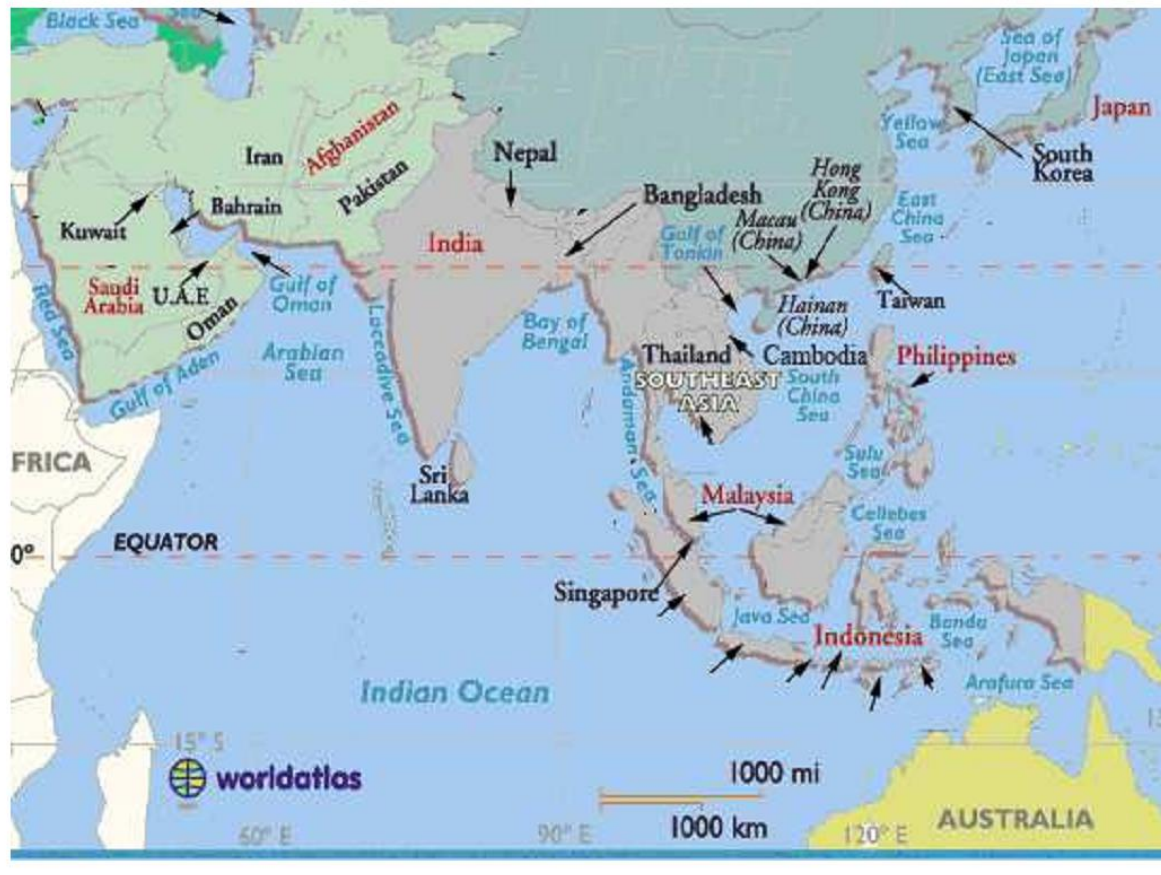 Black Sea
Sea
Sea of
Japan
(East Sea)
Japan
Yellow
Sea
South
Korea
Iran
Afghanistan
Pakistan
Nepal
Bangladesh
Hong
Kong
(China)
Macau
(China)
East
China
Sea
Kuwait
Bahrain
India
Gulf of
Tonkin
Saudi
Arabia
U.A.E
Oman
Gulf of
Oman
Taiwan
Hainan
(China)
Red Sea
Arabian
Sea
Laccadive Sea
Bay of
Bengal
Thailand
Cambodia
Philippines
Gulf of Aden
SOUTHEAST
ASIA
South
China
Sea
Andaman Sea
FRICA
Sri
Lanka
Sulu
Sea
Malaysia
Cellebes
Sea
EQUATOR
0°
Singapore
Java Sea
Indonesia
Banda
Sea
Indian Ocean
Arafura Sea
15° S
15
worldatlas
1000 mi
1000 km
AUSTRALIA
60° E
90° E
120° E